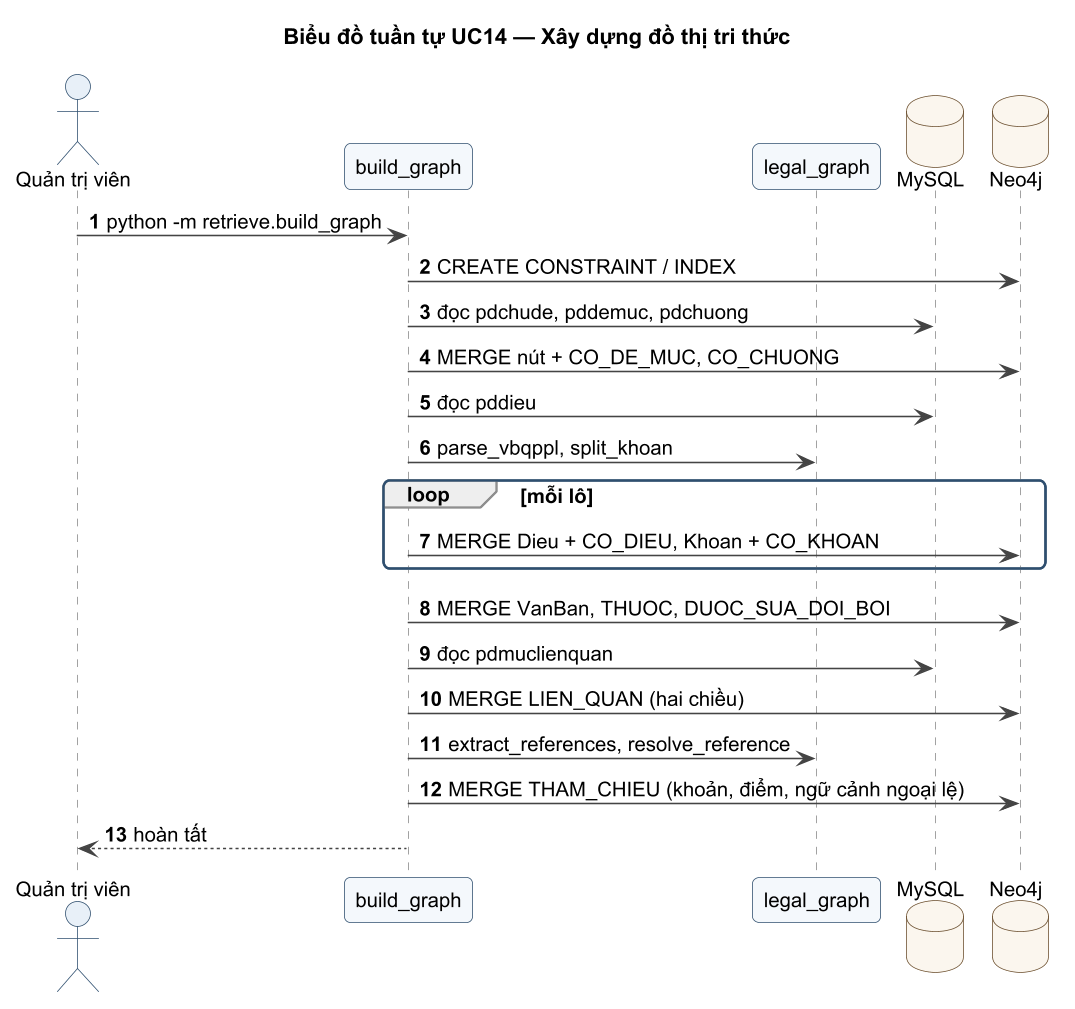 Biểu đồ tuần tự UC14 — Xây dựng đồ thị tri thức
Quản trị viên
build_graph
legal_graph
MySQL
Neo4j
1 python -m retrieve.build_graph
2 CREATE CONSTRAINT / INDEX
3 đọc pdchude, pddemuc, pdchuong
4 MERGE nút + CO_DE_MUC, CO_CHUONG
5 đọc pddieu
6 parse_vbqppl, split_khoan
loop [mỗi lô]
7 MERGE Dieu + CO_DIEU, Khoan + CO_KHOAN
8 MERGE VanBan, THUOC, DUOC_SUA_DOI_BOI
9 đọc pdmuclienquan
10 MERGE LIEN_QUAN (hai chiều)
11 extract_references, resolve_reference
12 MERGE THAM_CHIEU (khoản, điểm, ngữ cảnh ngoại lệ)
13 hoàn tất
Quản trị viên
build_graph
legal_graph
MySQL
Neo4j